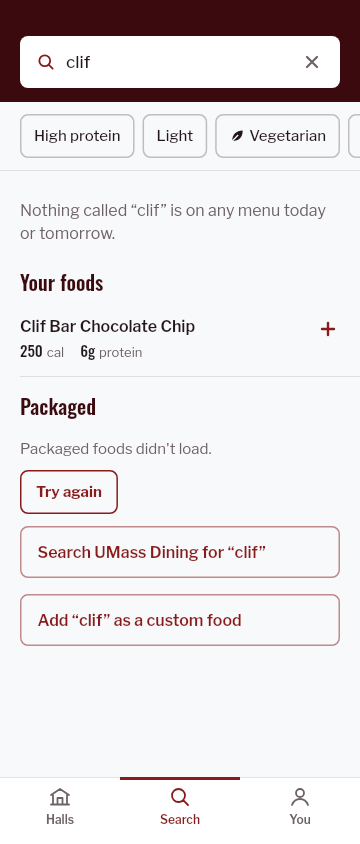 clif
High protein
Light
Vegetarian
Nothing called “clif” is on any menu today
or tomorrow.
Your foods
Clif Bar Chocolate Chip
250 cal 6g protein
Packaged
Packaged foods didn't load.
Try again
Search UMass Dining for “clif”
Add “clif” as a custom food
Halls
Search
You